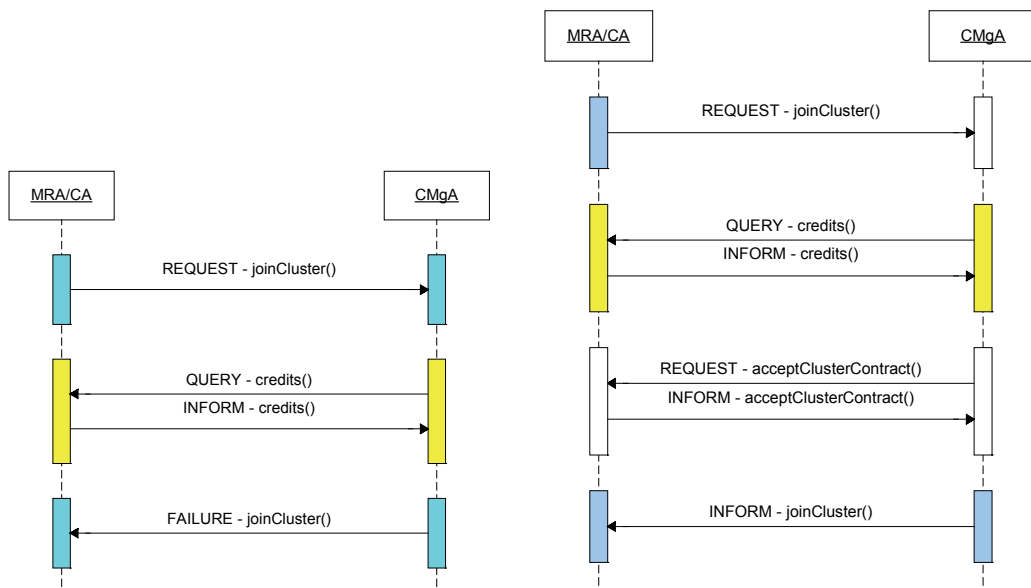 MRA/CA
CMgA
REQUEST - joinCluster()
QUERY - credits()
INFORM - credits()
FAILURE - joinCluster()
MRA/CA
CMgA
REQUEST - joinCluster()
QUERY - credits()
INFORM - credits()
REQUEST - acceptClusterContract()
INFORM - acceptClusterContract()
INFORM - joinCluster()